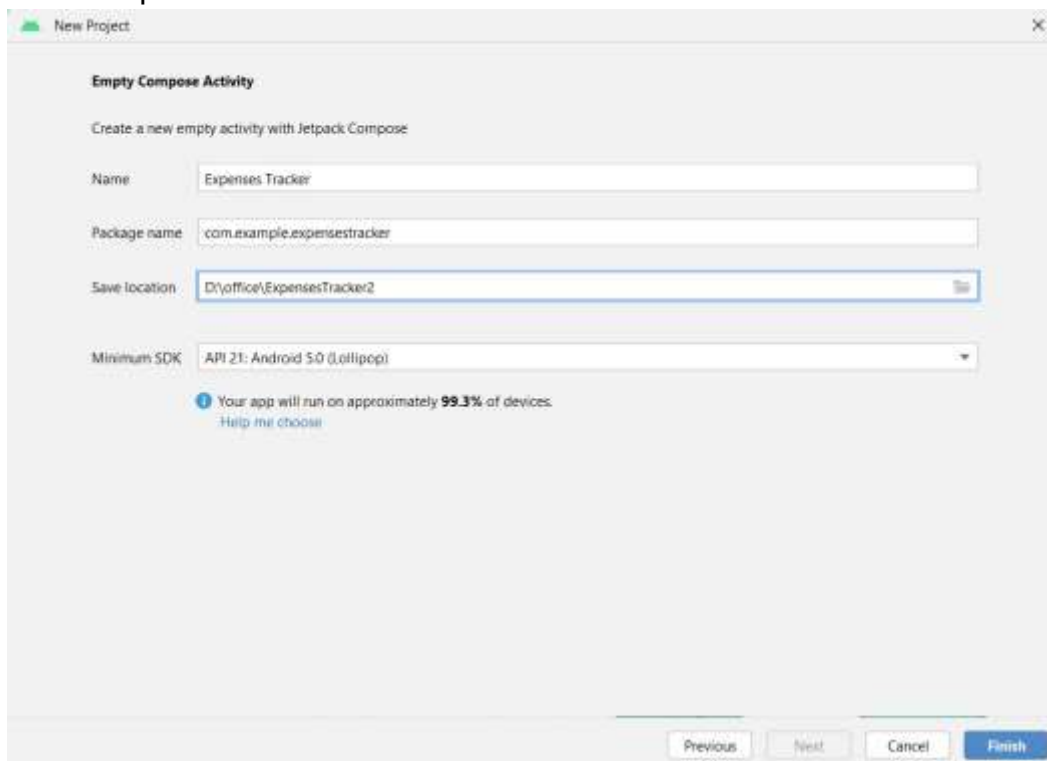 New Project
Empty Compose Activity
Create a new empty activity with Jetpack Compose
Name Expenses Tracker
Package name com.example.expensestracker
Save location D:\office\ExpensesTracker2
Minimum SDK API 21: Android 5.0 (Lollipop)
Your app will run on approximately 99.3% of devices.
Help me choose
Previous Next Cancel Finish